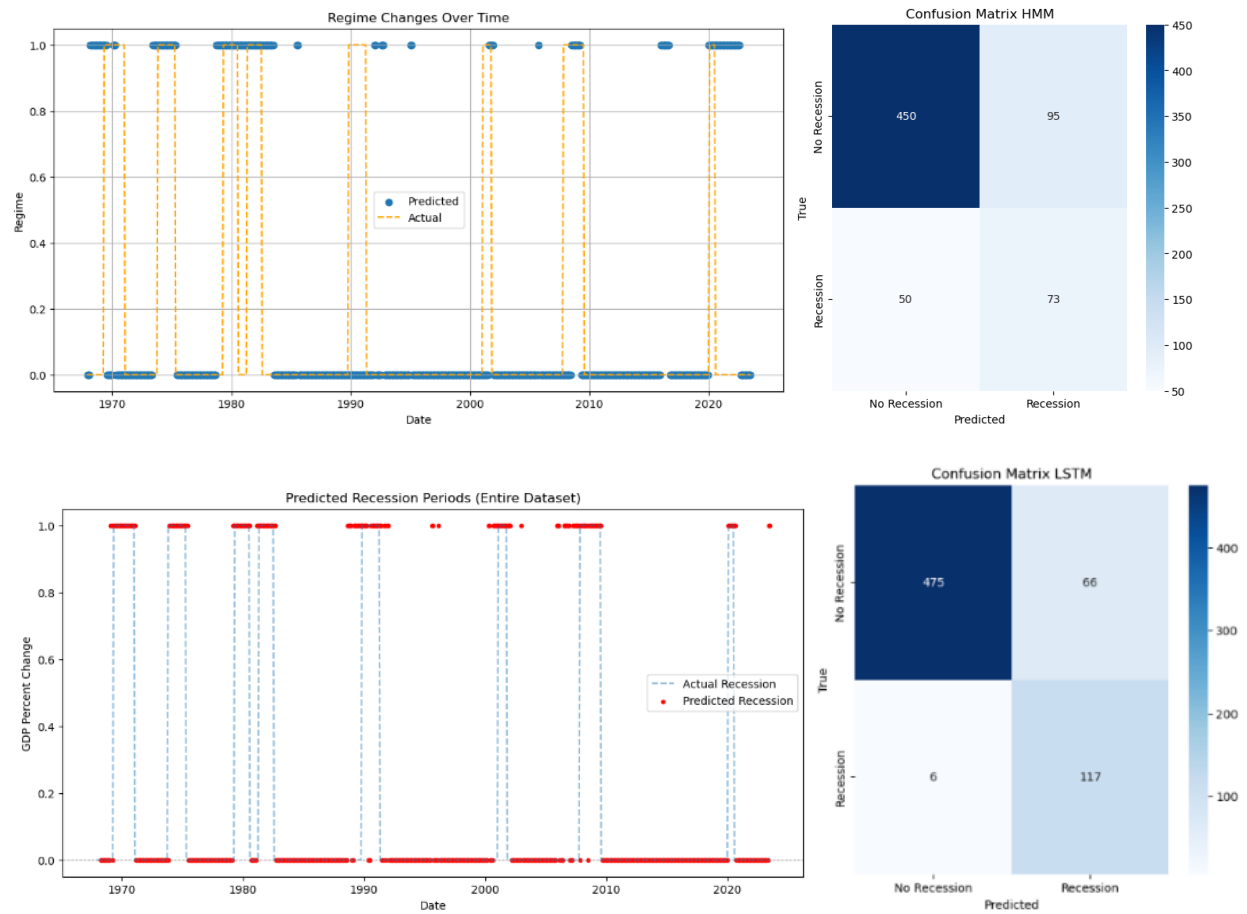 Regime Changes Over Time
1.0
0.8
0.6
0.4
0.2
0.0
Regime
Predicted
Actual
1970 1980 1990 2000 2010 2020
Date
Confusion Matrix HMM
No Recession
Recession
True
450 95
50 73
No Recession Recession
Predicted
450
400
350
300
250
200
150
100
50
Predicted Recession Periods (Entire Dataset)
1.0
0.8
0.6
0.4
0.2
0.0
GDP Percent Change
Actual Recession
Predicted Recession
1970 1980 1990 2000 2010 2020
Date
Confusion Matrix LSTM
No Recession
Recession
True
475 66
6 117
No Recession Recession
Predicted
400
300
200
100